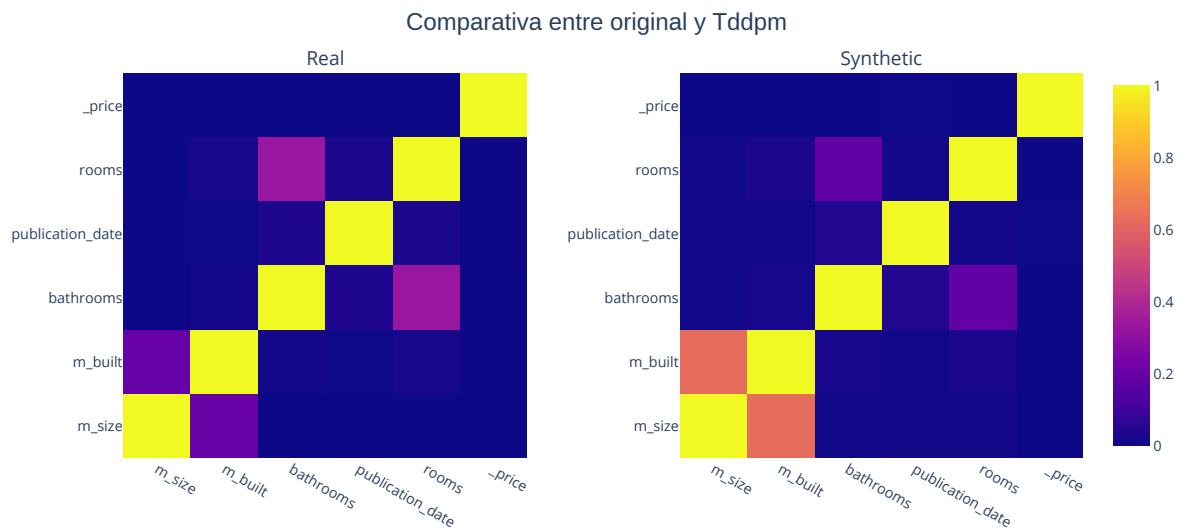 Comparativa entre original y Tddpm
Real
Synthetic
_price
rooms
publication_date
bathrooms
m_built
m_size
m_size
m_built
bathrooms
publication_date
rooms
_price
_price
rooms
publication_date
bathrooms
m_built
m_size
m_size
m_built
bathrooms
publication_date
rooms
_price
1
0.8
0.6
0.4
0.2
0